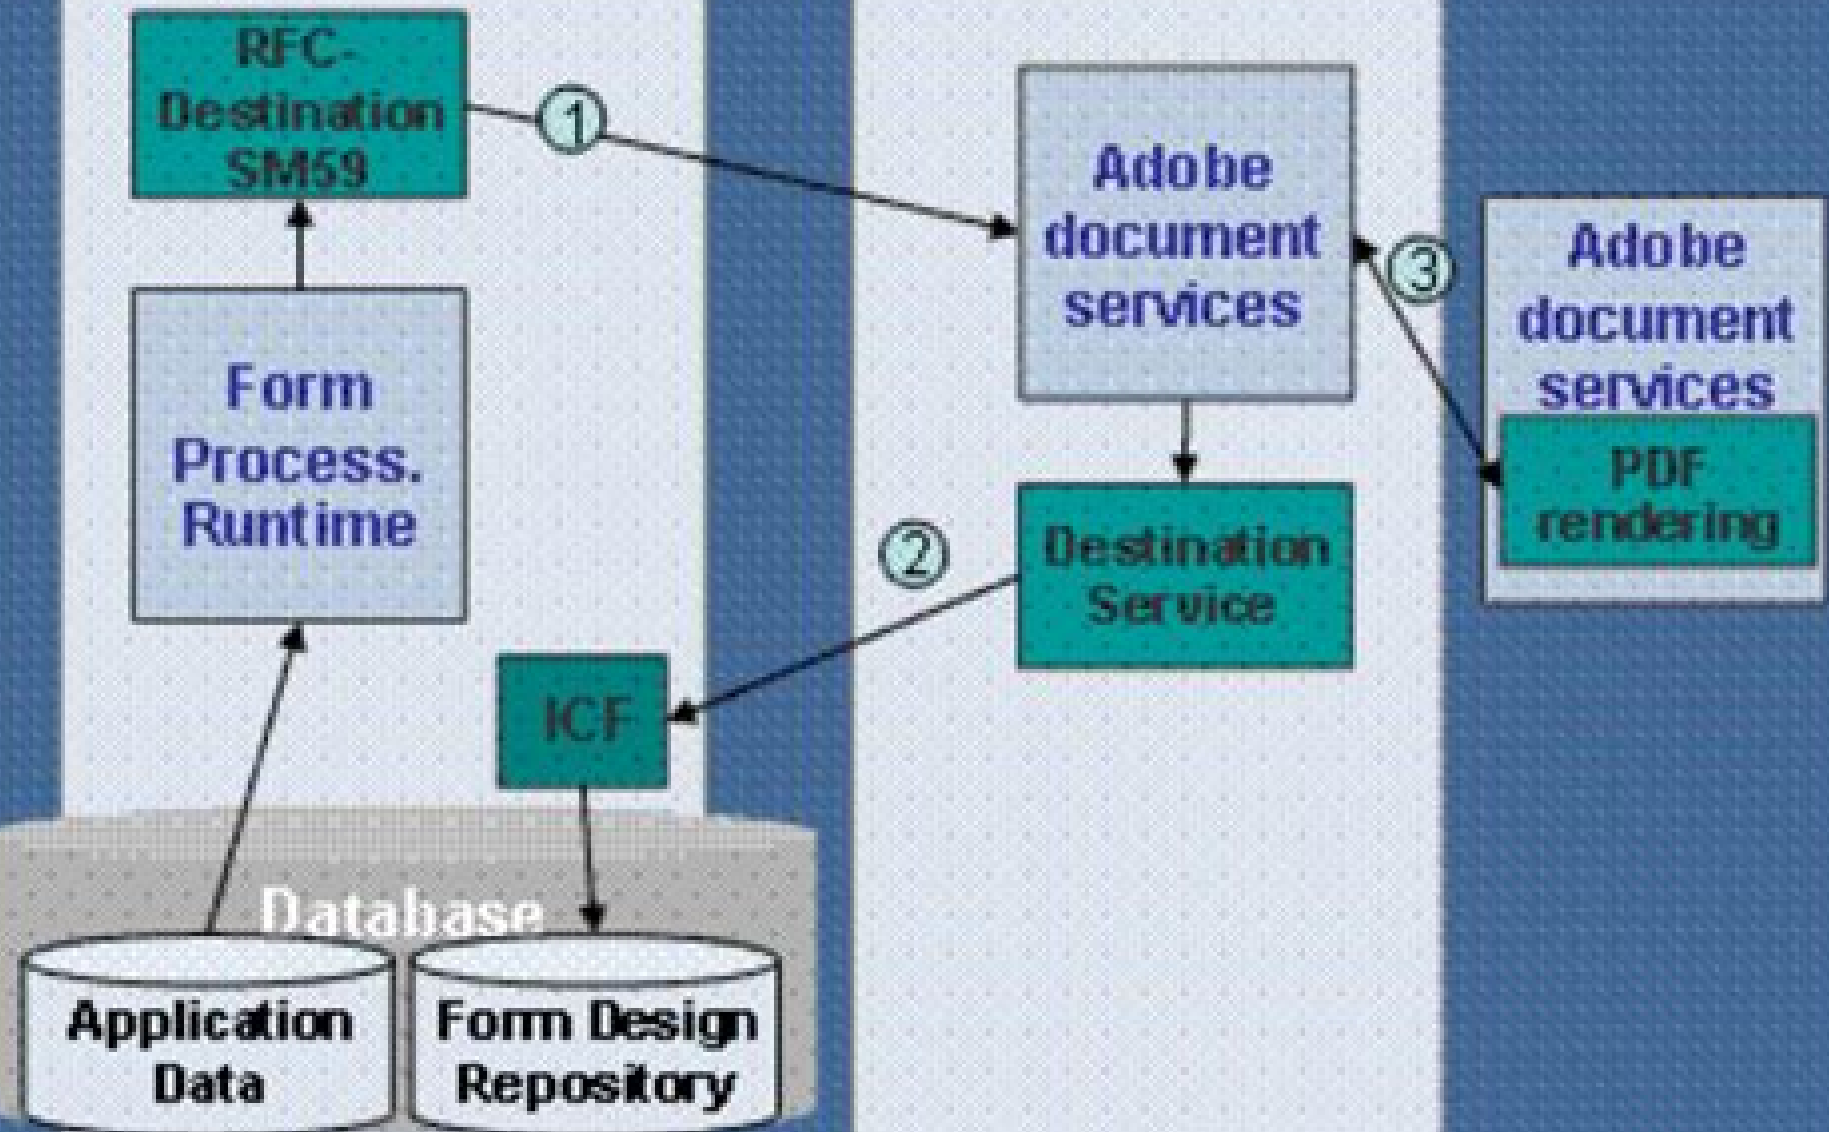 RFC-
Destination
SM59
1
Adobe
document
services
3
Adobe
document
services
PDF
rendering
Form
Process.
Runtime
2
Destination
Service
ICF
Database
Application
Data
Form Design
Repository